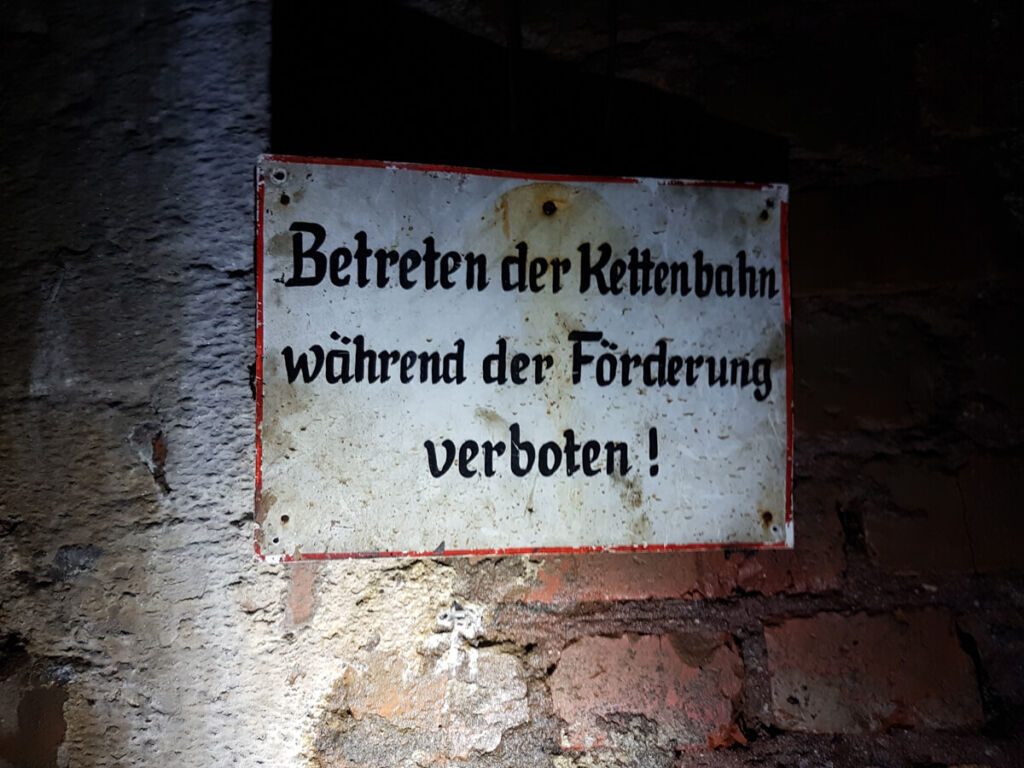 Betreten der Kettenbahn
während der Förderung
verboten !